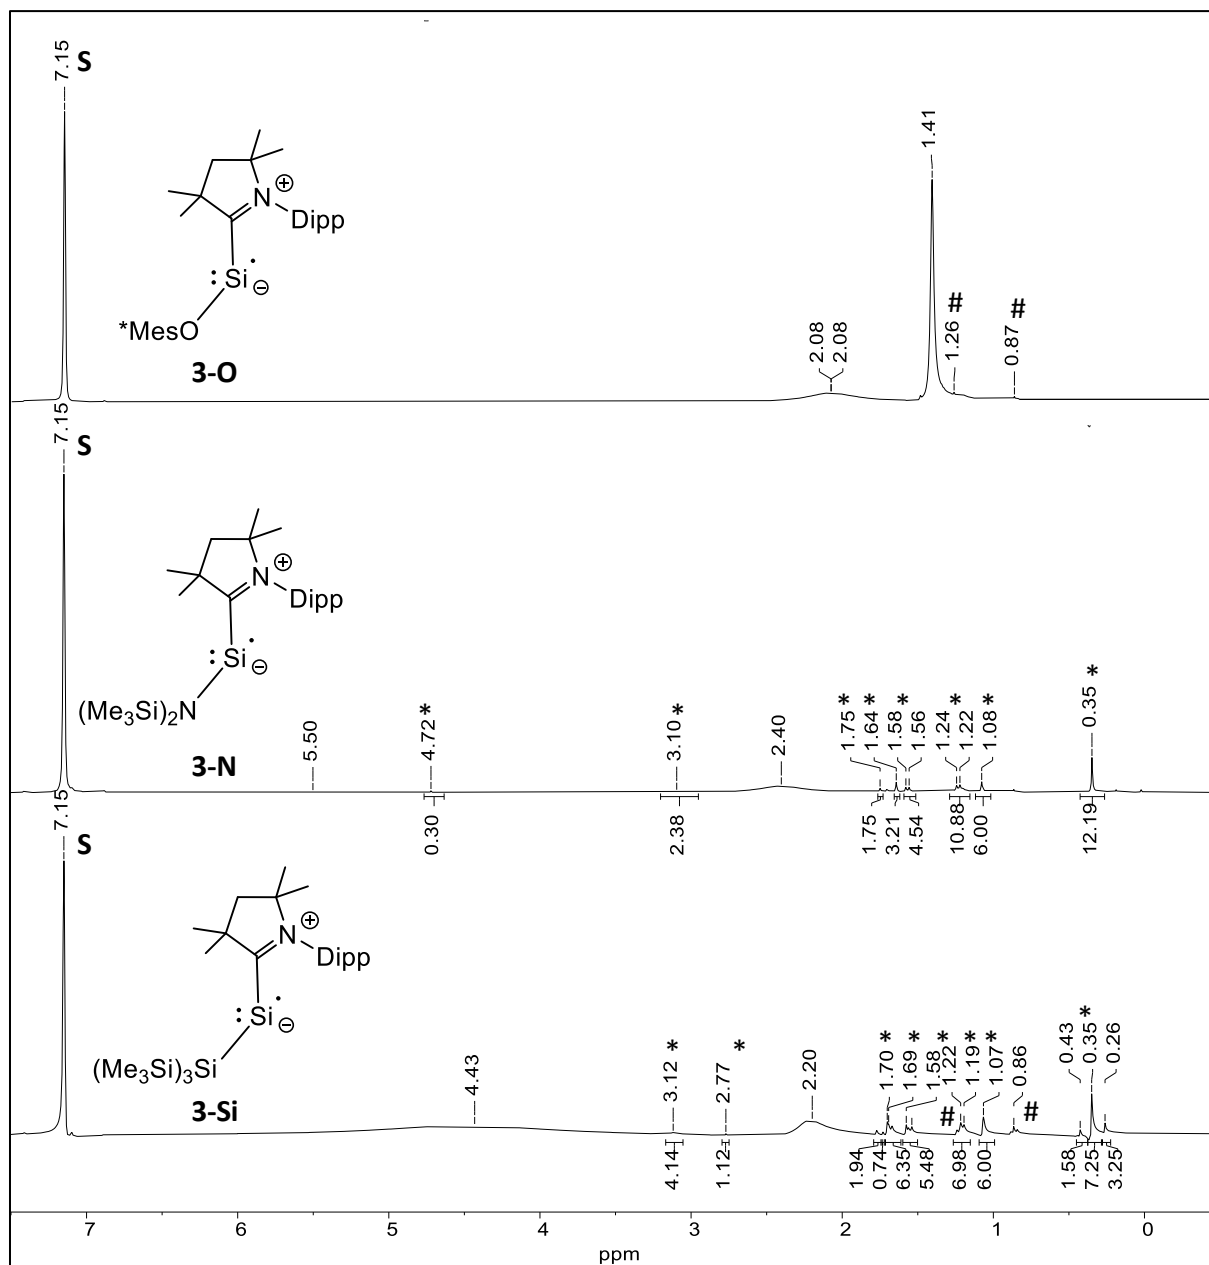 7.15 S
1.41
N ⊕
Dipp
•
: Si ⊖
*MesO
3-O
2.08
2.08
1.26 #
0.87 #
7.15 S
N ⊕
Dipp
•
: Si ⊖
(Me3Si)2N
3-N
5.50
4.72 *
3.10 *
2.40
1.75 *
1.64 *
1.58 *
1.56
1.24 *
1.22
1.08 *
0.35 *
0.30
2.38
1.75
3.21
4.54
10.88
6.00
12.19
7.15 S
N ⊕
Dipp
•
: Si ⊖
(Me3Si)3Si
3-Si
4.43
3.12 *
2.77 *
2.20
1.70 *
1.69 *
1.58 *
1.22 *
1.19 *
1.07 *
0.86
0.43
0.35 *
0.26
# #
4.14
1.12
1.94
0.74
6.35
5.48
6.98
6.00
1.58
7.25
3.25
7 6 5 4 3 2 1 0
ppm